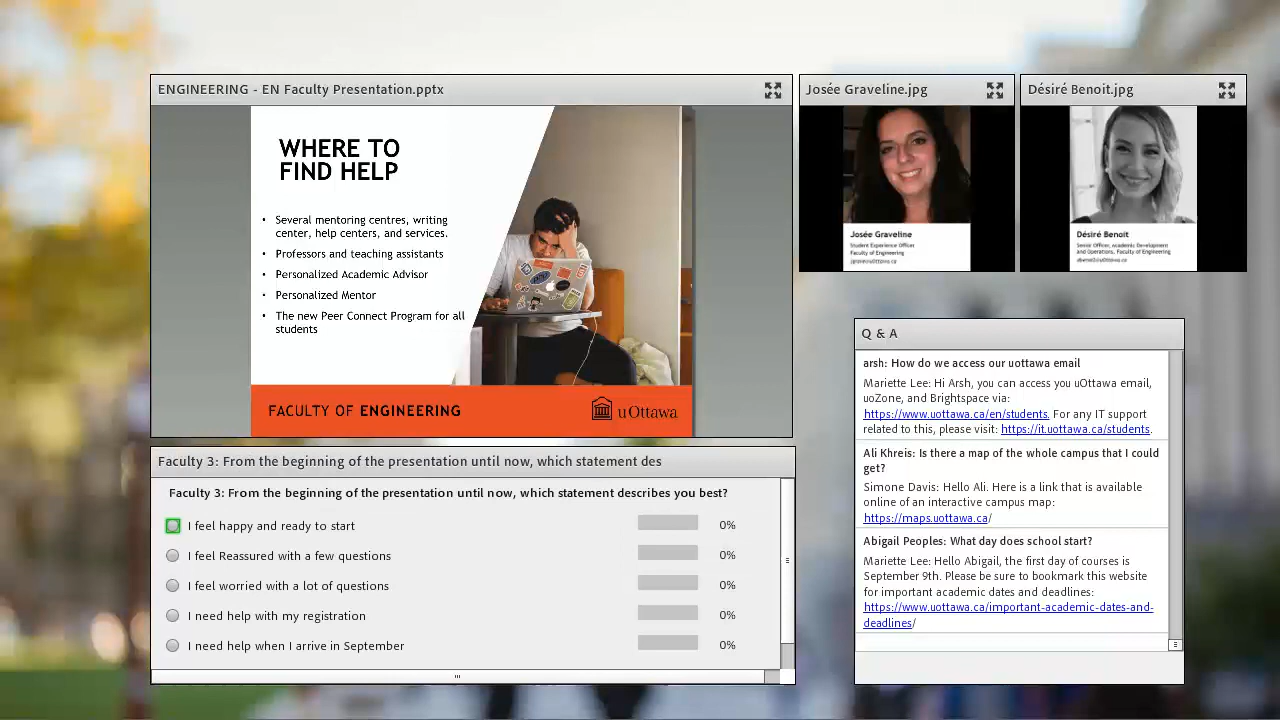 ENGINEERING - EN Faculty Presentation.pptx
WHERE TO
FIND HELP
• Several mentoring centres, writing
center, help centers, and services.
• Professors and teaching assistants
• Personalized Academic Advisor
• Personalized Mentor
• The new Peer Connect Program for all
students
FACULTY OF ENGINEERING
uOttawa
Josée Graveline.jpg
Josée Graveline
Student Experience Officer
Faculty of Engineering
Désiré Benoit.jpg
Désiré Benoit
Senior Officer, Academic Development
and Operations, Faculty of Engineering
Faculty 3: From the beginning of the presentation until now, which statement des
Faculty 3: From the beginning of the presentation until now, which statement describes you best?
I feel happy and ready to start 0%
I feel Reassured with a few questions 0%
I feel worried with a lot of questions 0%
I need help with my registration 0%
I need help when I arrive in September 0%
Q & A
arsh: How do we access our uottawa email
Mariette Lee: Hi Arsh, you can access you uOttawa email,
uoZone, and Brightspace via:
https://www.uottawa.ca/en/students. For any IT support
related to this, please visit: https://it.uottawa.ca/students.
Ali Khreis: Is there a map of the whole campus that I could
get?
Simone Davis: Hello Ali. Here is a link that is available
online of an interactive campus map:
https://maps.uottawa.ca/
Abigail Peoples: What day does school start?
Mariette Lee: Hello Abigail, the first day of courses is
September 9th. Please be sure to bookmark this website
for important academic dates and deadlines:
https://www.uottawa.ca/important-academic-dates-and-
deadlines/